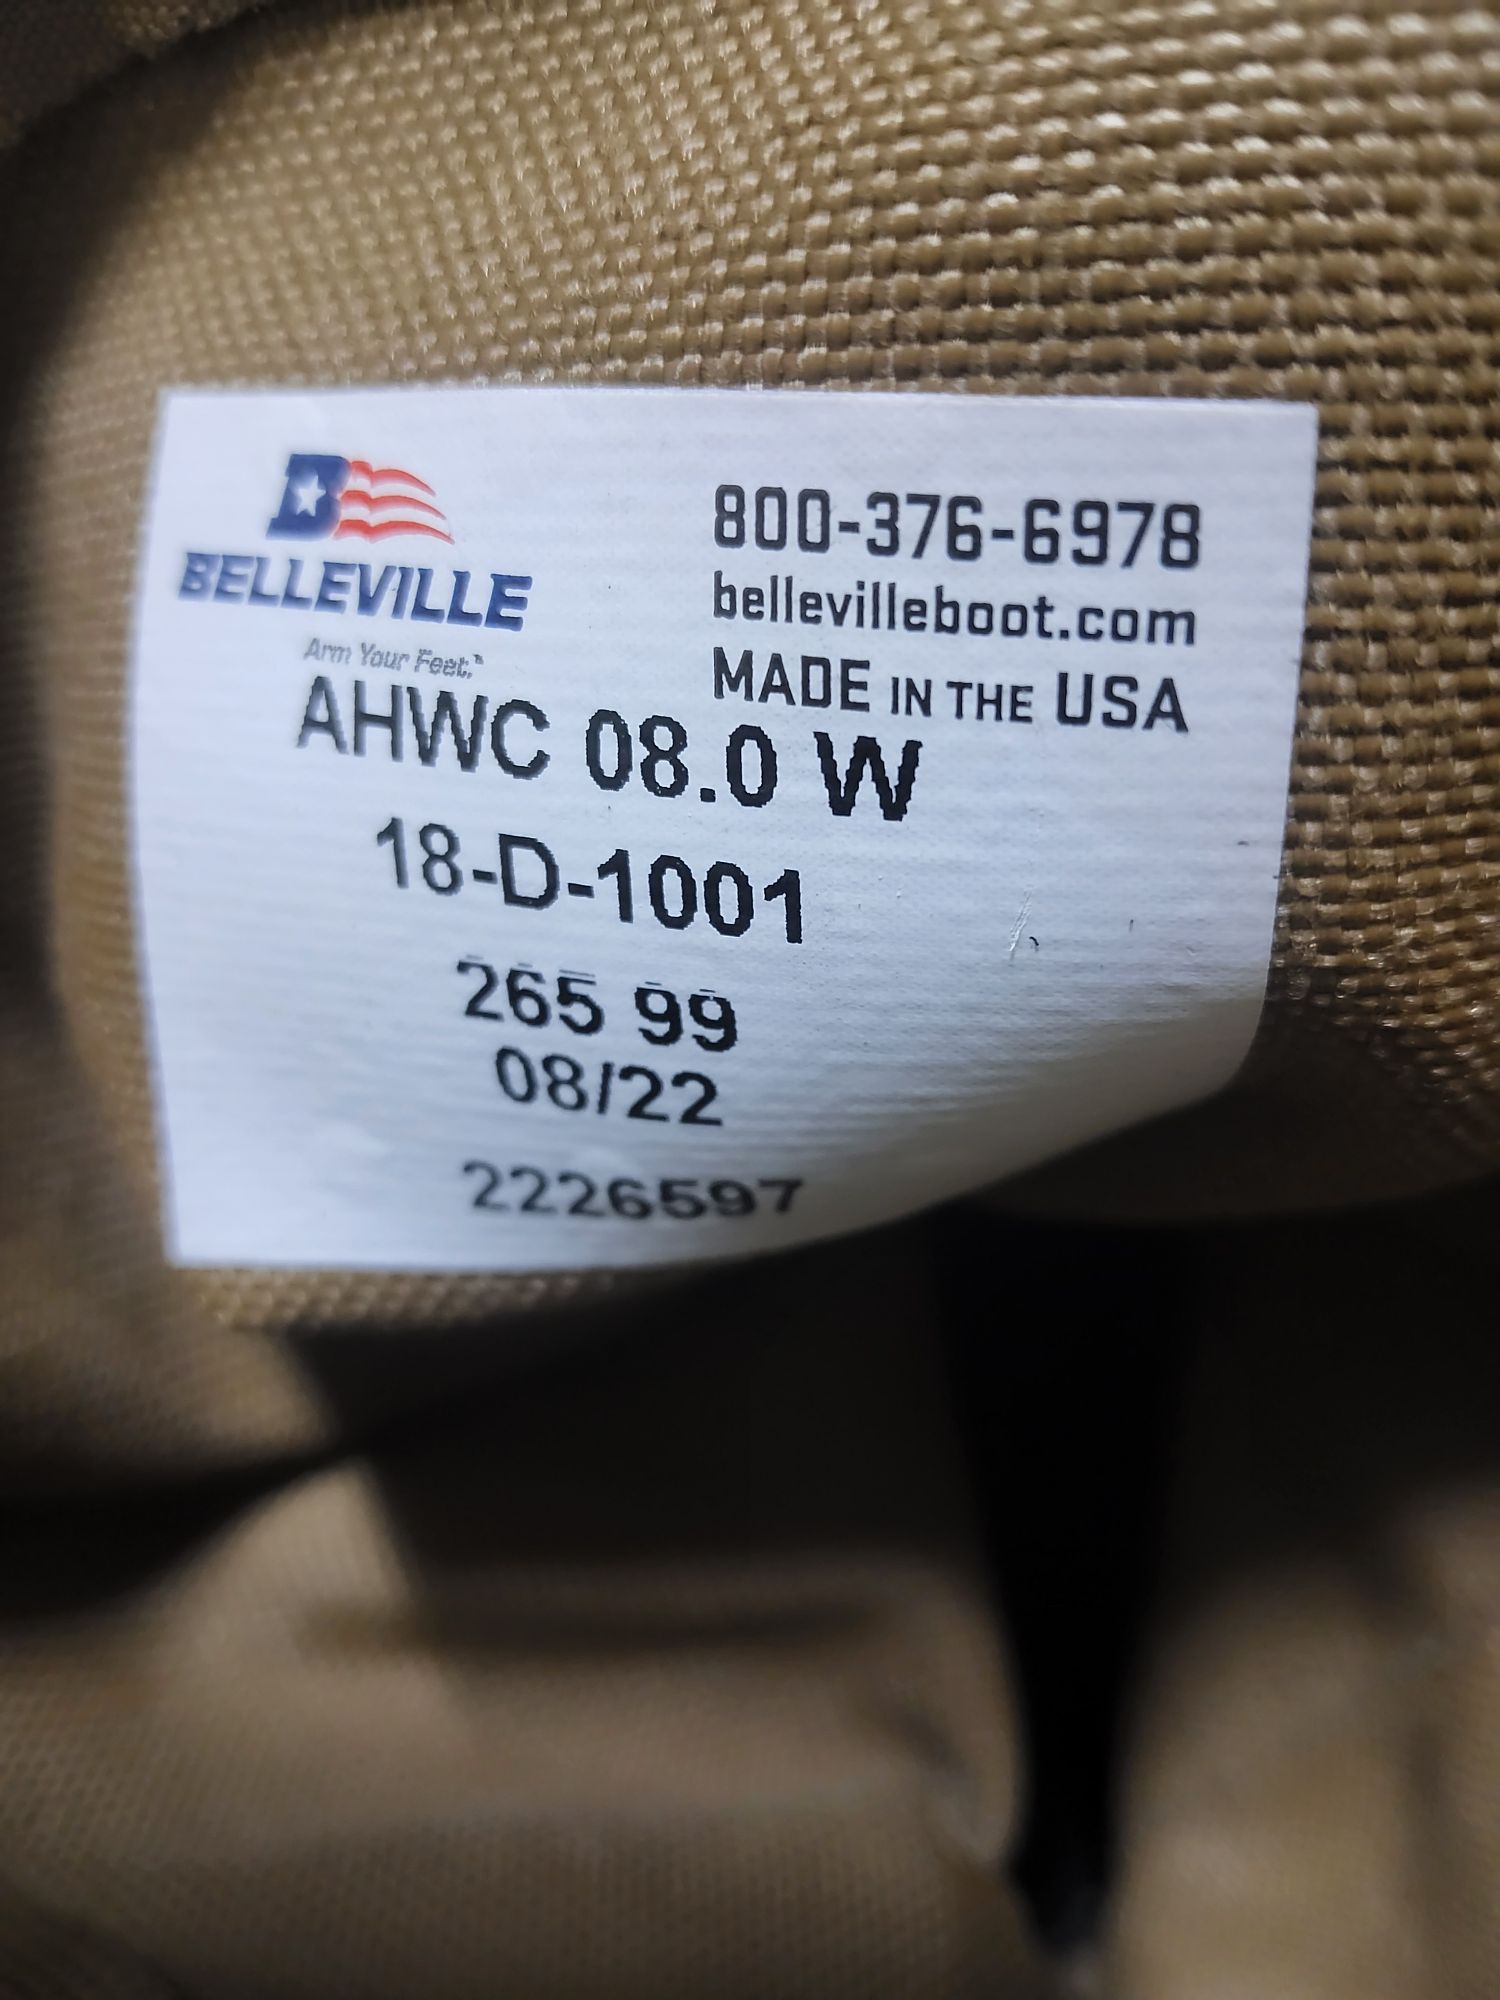 B
BELLEVILLE
Arm Your Feet.™
800-376-6978
bellevilleboot.com
MADE IN THE USA
AHWC 08.0 W
18-D-1001
265 99
08/22
2226597